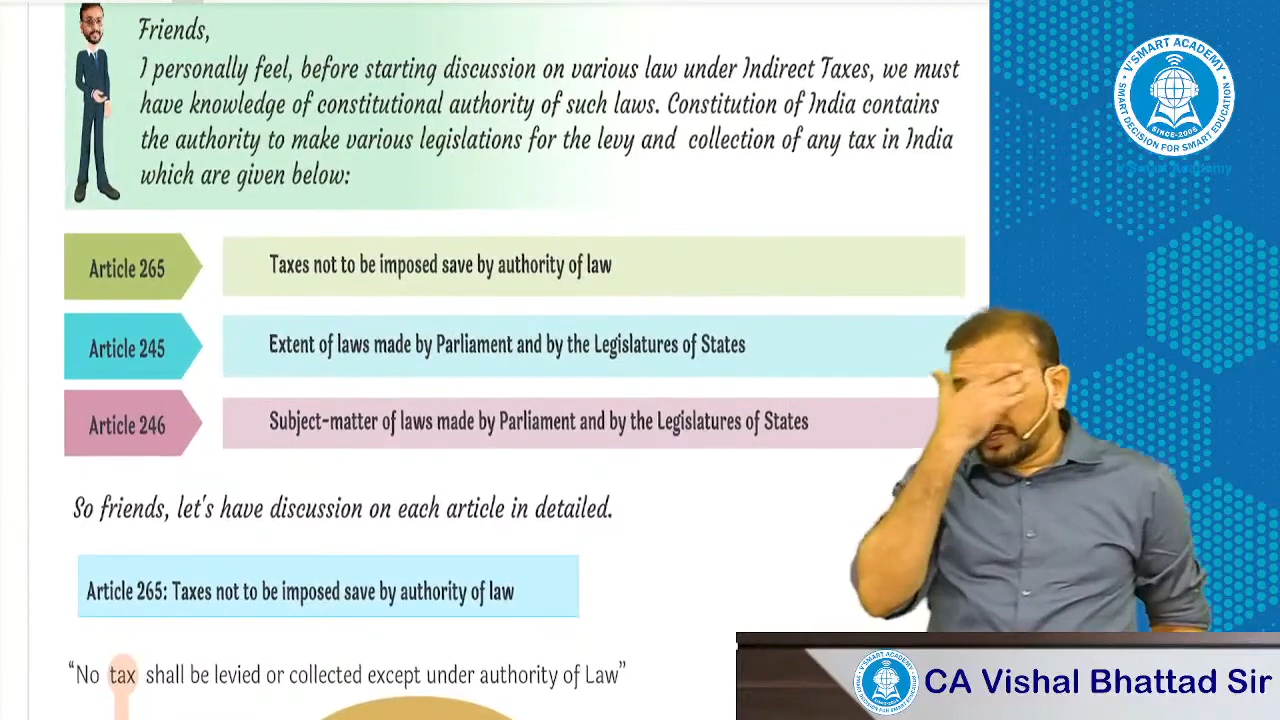 Friends,
I personally feel, before starting discussion on various law under Indirect Taxes, we must
have knowledge of constitutional authority of such laws. Constitution of India contains
the authority to make various legislations for the levy and collection of any tax in India
which are given below:
Article 265
Taxes not to be imposed save by authority of law
Article 245
Extent of laws made by Parliament and by the Legislatures of States
Article 246
Subject-matter of laws made by Parliament and by the Legislatures of States
So friends, let's have discussion on each article in detailed.
Article 265: Taxes not to be imposed save by authority of law
“No tax shall be levied or collected except under authority of Law”
V'SMART ACADEMY
SINCE-2005
SMART DECISION FOR SMART EDUCATION
V'Smart Academy
V'SMART ACADEMY
CA Vishal Bhattad Sir